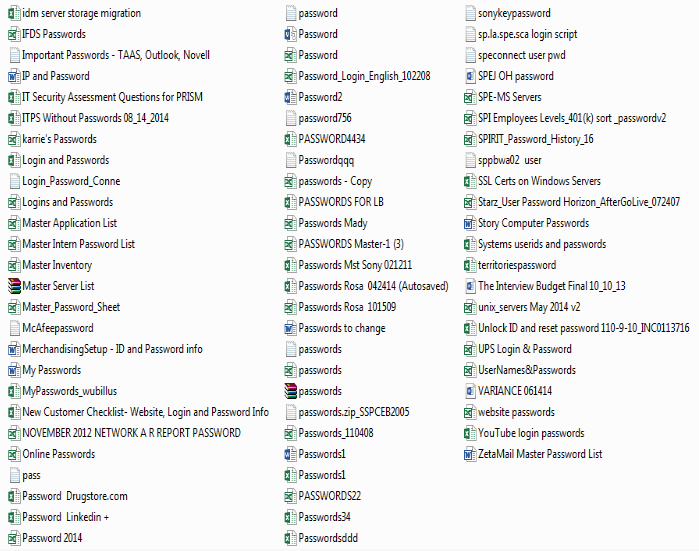 idm server storage migration
IFDS Passwords
Important Passwords - TAAS, Outlook, Novell
IP and Password
IT Security Assessment Questions for PRISM
ITPS Without Passwords 08_14_2014
karrie's Passwords
Login and Passwords
Login_Password_Conne
Logins and Passwords
Master Application List
Master Intern Password List
Master Inventory
Master Server List
Master_Password_Sheet
McAfeepassword
MerchandisingSetup - ID and Password info
My Passwords
MyPasswords_wubillus
New Customer Checklist- Website, Login and Password Info
NOVEMBER 2012 NETWORK A R REPORT PASSWORD
Online Passwords
pass
Password Drugstore.com
Password Linkedin +
Password 2014
password
Password
Password
Password_Login_English_102208
Password2
password756
PASSWORD4434
Passwordqqq
passwords - Copy
PASSWORDS FOR LB
Passwords Mady
PASSWORDS Master-1 (3)
Passwords Mst Sony 021211
Passwords Rosa 042414 (Autosaved)
Passwords Rosa 101509
Passwords to change
passwords
passwords
passwords
passwords.zip_SSPCEB2005
Passwords_110408
Passwords1
Passwords1
PASSWORDS22
Passwords34
Passwordsddd
sonykeypassword
sp.la.spe.sca login script
speconnect user pwd
SPEJ OH password
SPE-MS Servers
SPI Employees Levels_401(k) sort _passwordv2
SPIRIT_Password_History_16
sppbwa02 user
SSL Certs on Windows Servers
Starz_User Password Horizon_AfterGoLive_072407
Story Computer Passwords
Systems userids and passwords
territoriespassword
The Interview Budget Final 10_10_13
unix_servers May 2014 v2
Unlock ID and reset password 110-9-10_INC0113716
UPS Login & Password
UserNames&Passwords
VARIANCE 061414
website passwords
YouTube login passwords
ZetaMail Master Password List